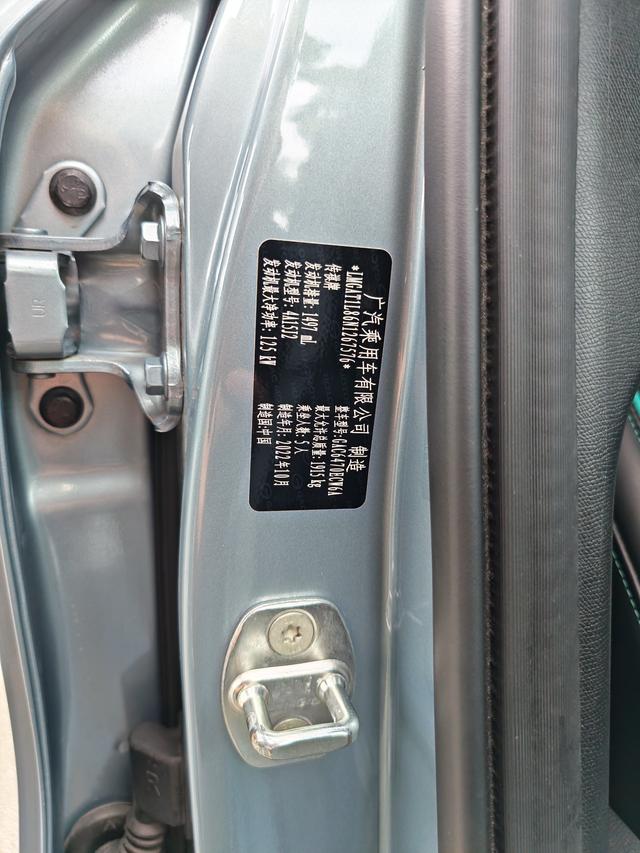 广汽乘用车有限公司 制造
*LMGAT1L86N1267576*
传祺牌 整车型号:GAC6470BCW6A
发动机排量:1497 mL 最大允许总质量:1915 kg
发动机型号:4A15J2 乘坐人数:5人
发动机最大净功率:125 kW 制造年月:2022年10月
制造国:中国